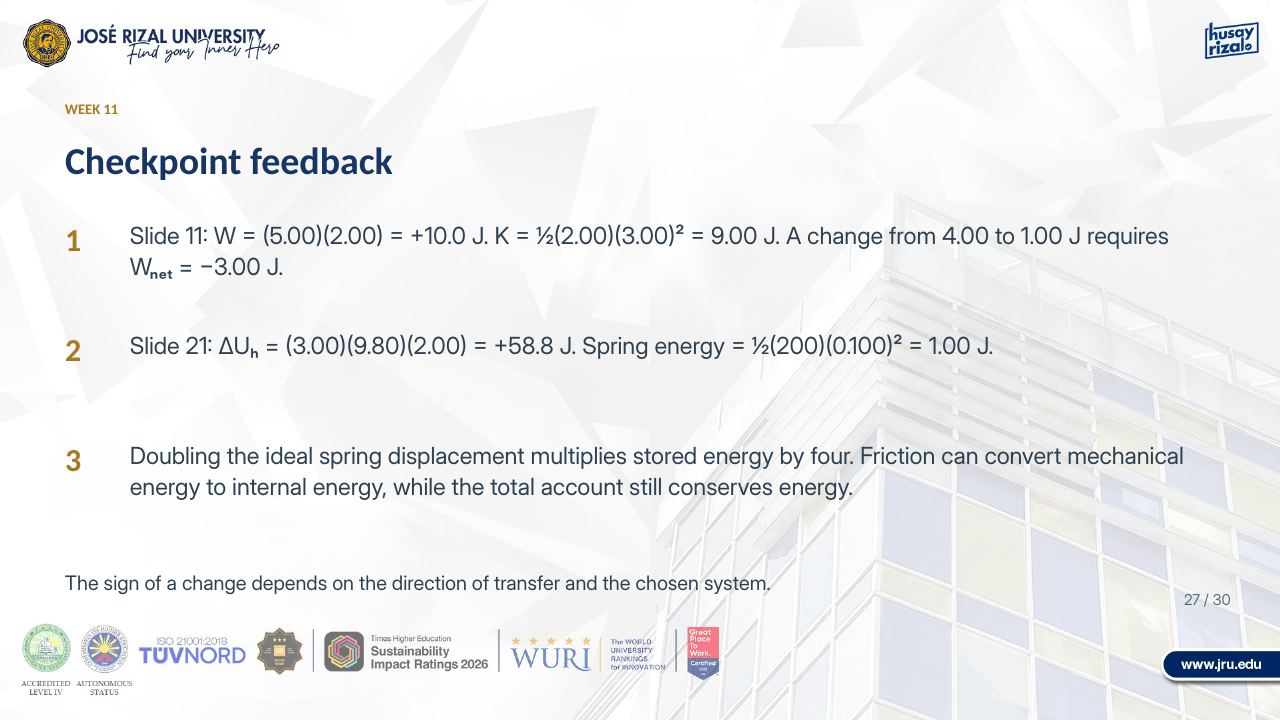 JOSÉ RIZAL UNIVERSITY
Find your Inner Hero
husay
rizal
WEEK 11
Checkpoint feedback
1 Slide 11: W = (5.00)(2.00) = +10.0 J. K = ½(2.00)(3.00)² = 9.00 J. A change from 4.00 to 1.00 J requires
Wₙₑₜ = −3.00 J.
2 Slide 21: ΔUₕ = (3.00)(9.80)(2.00) = +58.8 J. Spring energy = ½(200)(0.100)² = 1.00 J.
3 Doubling the ideal spring displacement multiplies stored energy by four. Friction can convert mechanical
energy to internal energy, while the total account still conserves energy.
The sign of a change depends on the direction of transfer and the chosen system.
27 / 30
ACCREDITED
LEVEL IV
AUTONOMOUS
STATUS
ISO 21001:2018
TÜVNORD
Times Higher Education
Sustainability
Impact Ratings 2026
WURI
The WORLD
UNIVERSITY
RANKINGS
for INNOVATION
Great
Place
To
Work.
Certified
www.jru.edu